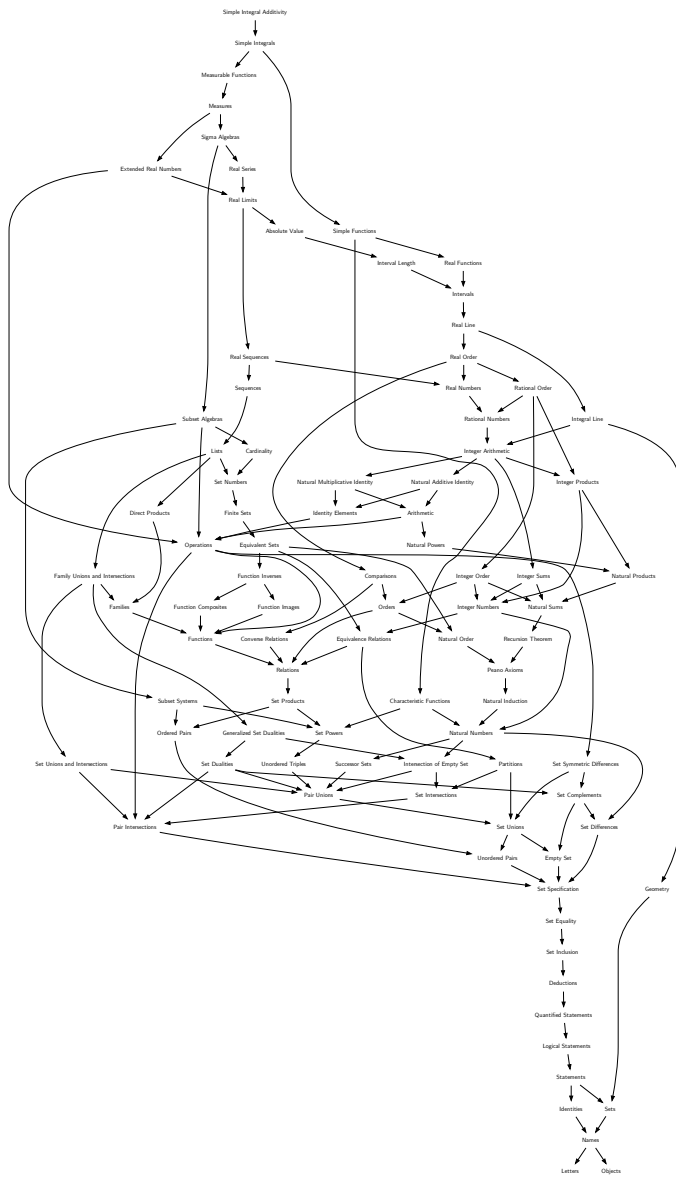 Simple Integral Additivity
Simple Integrals
Measurable Functions
Measures
Sigma Algebras
Extended Real Numbers
Real Series
Real Limits
Absolute Value
Simple Functions
Interval Length
Real Functions
Intervals
Real Line
Real Sequences
Real Order
Sequences
Real Numbers
Rational Order
Subset Algebras
Rational Numbers
Integral Line
Lists
Cardinality
Integer Arithmetic
Set Numbers
Natural Multiplicative Identity
Natural Additive Identity
Integer Products
Direct Products
Finite Sets
Identity Elements
Arithmetic
Operations
Equivalent Sets
Natural Powers
Family Unions and Intersections
Function Inverses
Comparisons
Integer Order
Integer Sums
Natural Products
Families
Function Composites
Function Images
Orders
Integer Numbers
Natural Sums
Functions
Converse Relations
Equivalence Relations
Natural Order
Recursion Theorem
Relations
Peano Axioms
Subset Systems
Set Products
Characteristic Functions
Natural Induction
Ordered Pairs
Generalized Set Dualities
Set Powers
Natural Numbers
Set Unions and Intersections
Set Dualities
Unordered Triples
Successor Sets
Intersection of Empty Set
Partitions
Set Symmetric Differences
Pair Unions
Set Intersections
Set Complements
Pair Intersections
Set Unions
Set Differences
Unordered Pairs
Empty Set
Set Specification
Geometry
Set Equality
Set Inclusion
Deductions
Quantified Statements
Logical Statements
Statements
Identities
Sets
Names
Letters
Objects